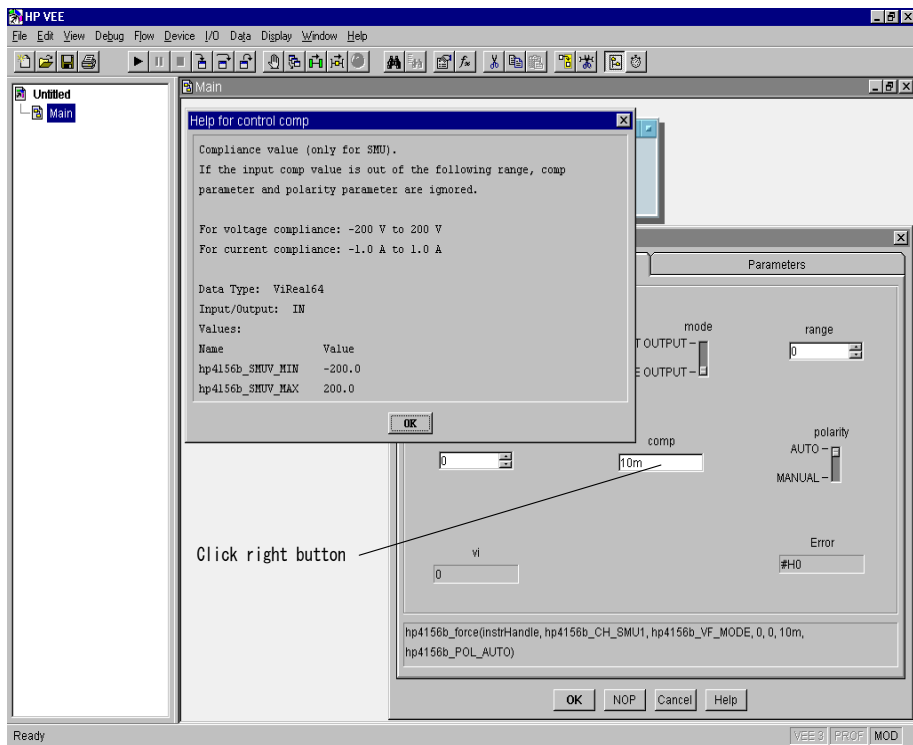 HP VEE
File Edit View Debug Flow Device I/O Data Display Window Help
Untitled
Main
Main
Help for control comp
Compliance value (only for SMU).
If the input comp value is out of the following range, comp
parameter and polarity parameter are ignored.
For voltage compliance: -200 V to 200 V
For current compliance: -1.0 A to 1.0 A
Data Type: ViReal64
Input/Output: IN
Values:
Name Value
hp4156b_SMUV_MIN -200.0
hp4156b_SMUV_MAX 200.0
OK
Parameters
mode
T OUTPUT
E OUTPUT
range
0
0
comp
10m
polarity
AUTO
MANUAL
Click right button
vi
0
Error
#H0
hp4156b_force(instrHandle, hp4156b_CH_SMU1, hp4156b_VF_MODE, 0, 0, 10m,
hp4156b_POL_AUTO)
OK NOP Cancel Help
Ready
VEE 3 PROF MOD